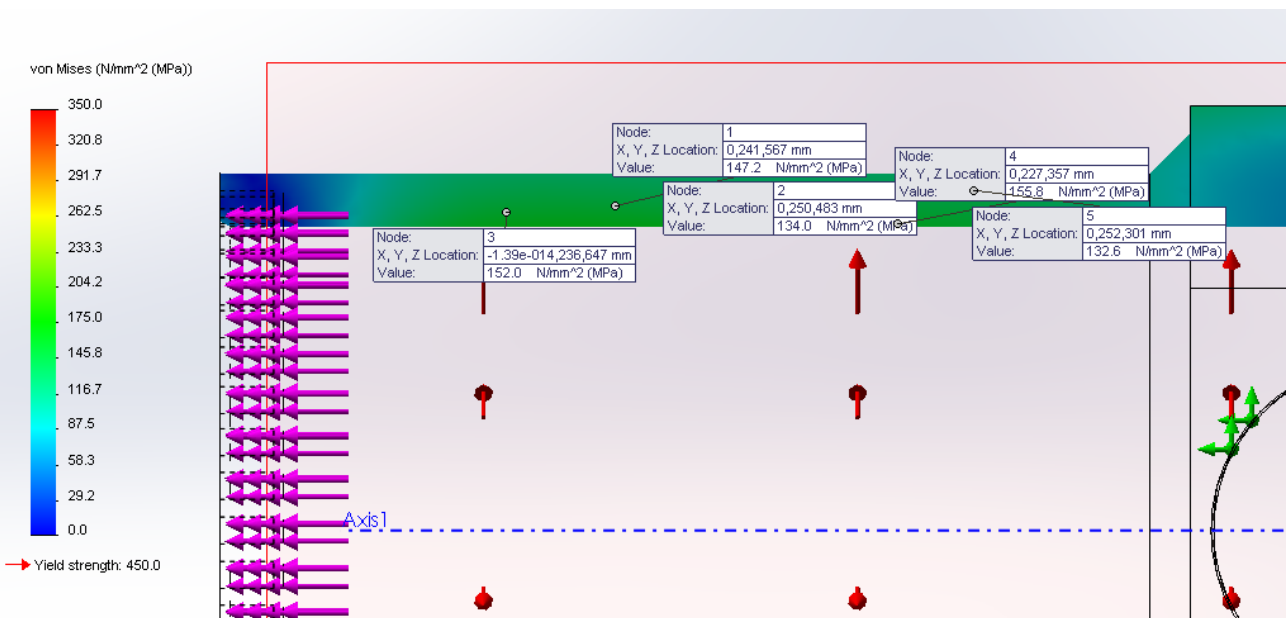 von Mises (N/mm^2 (MPa))
350.0
320.8
291.7
262.5
233.3
204.2
175.0
145.8
116.7
87.5
58.3
29.2
0.0
Yield strength: 450.0
Node: 1
X, Y, Z Location: 0,241,567 mm
Value: 147.2 N/mm^2 (MPa)
Node: 2
X, Y, Z Location: 0,250,483 mm
Value: 134.0 N/mm^2 (MPa)
Node: 4
X, Y, Z Location: 0,227,357 mm
Value: 155.8 N/mm^2 (MPa)
Node: 5
X, Y, Z Location: 0,252,301 mm
Value: 132.6 N/mm^2 (MPa)
Node: 3
X, Y, Z Location: -1.39e-014,236,647 mm
Value: 152.0 N/mm^2 (MPa)
Axis1